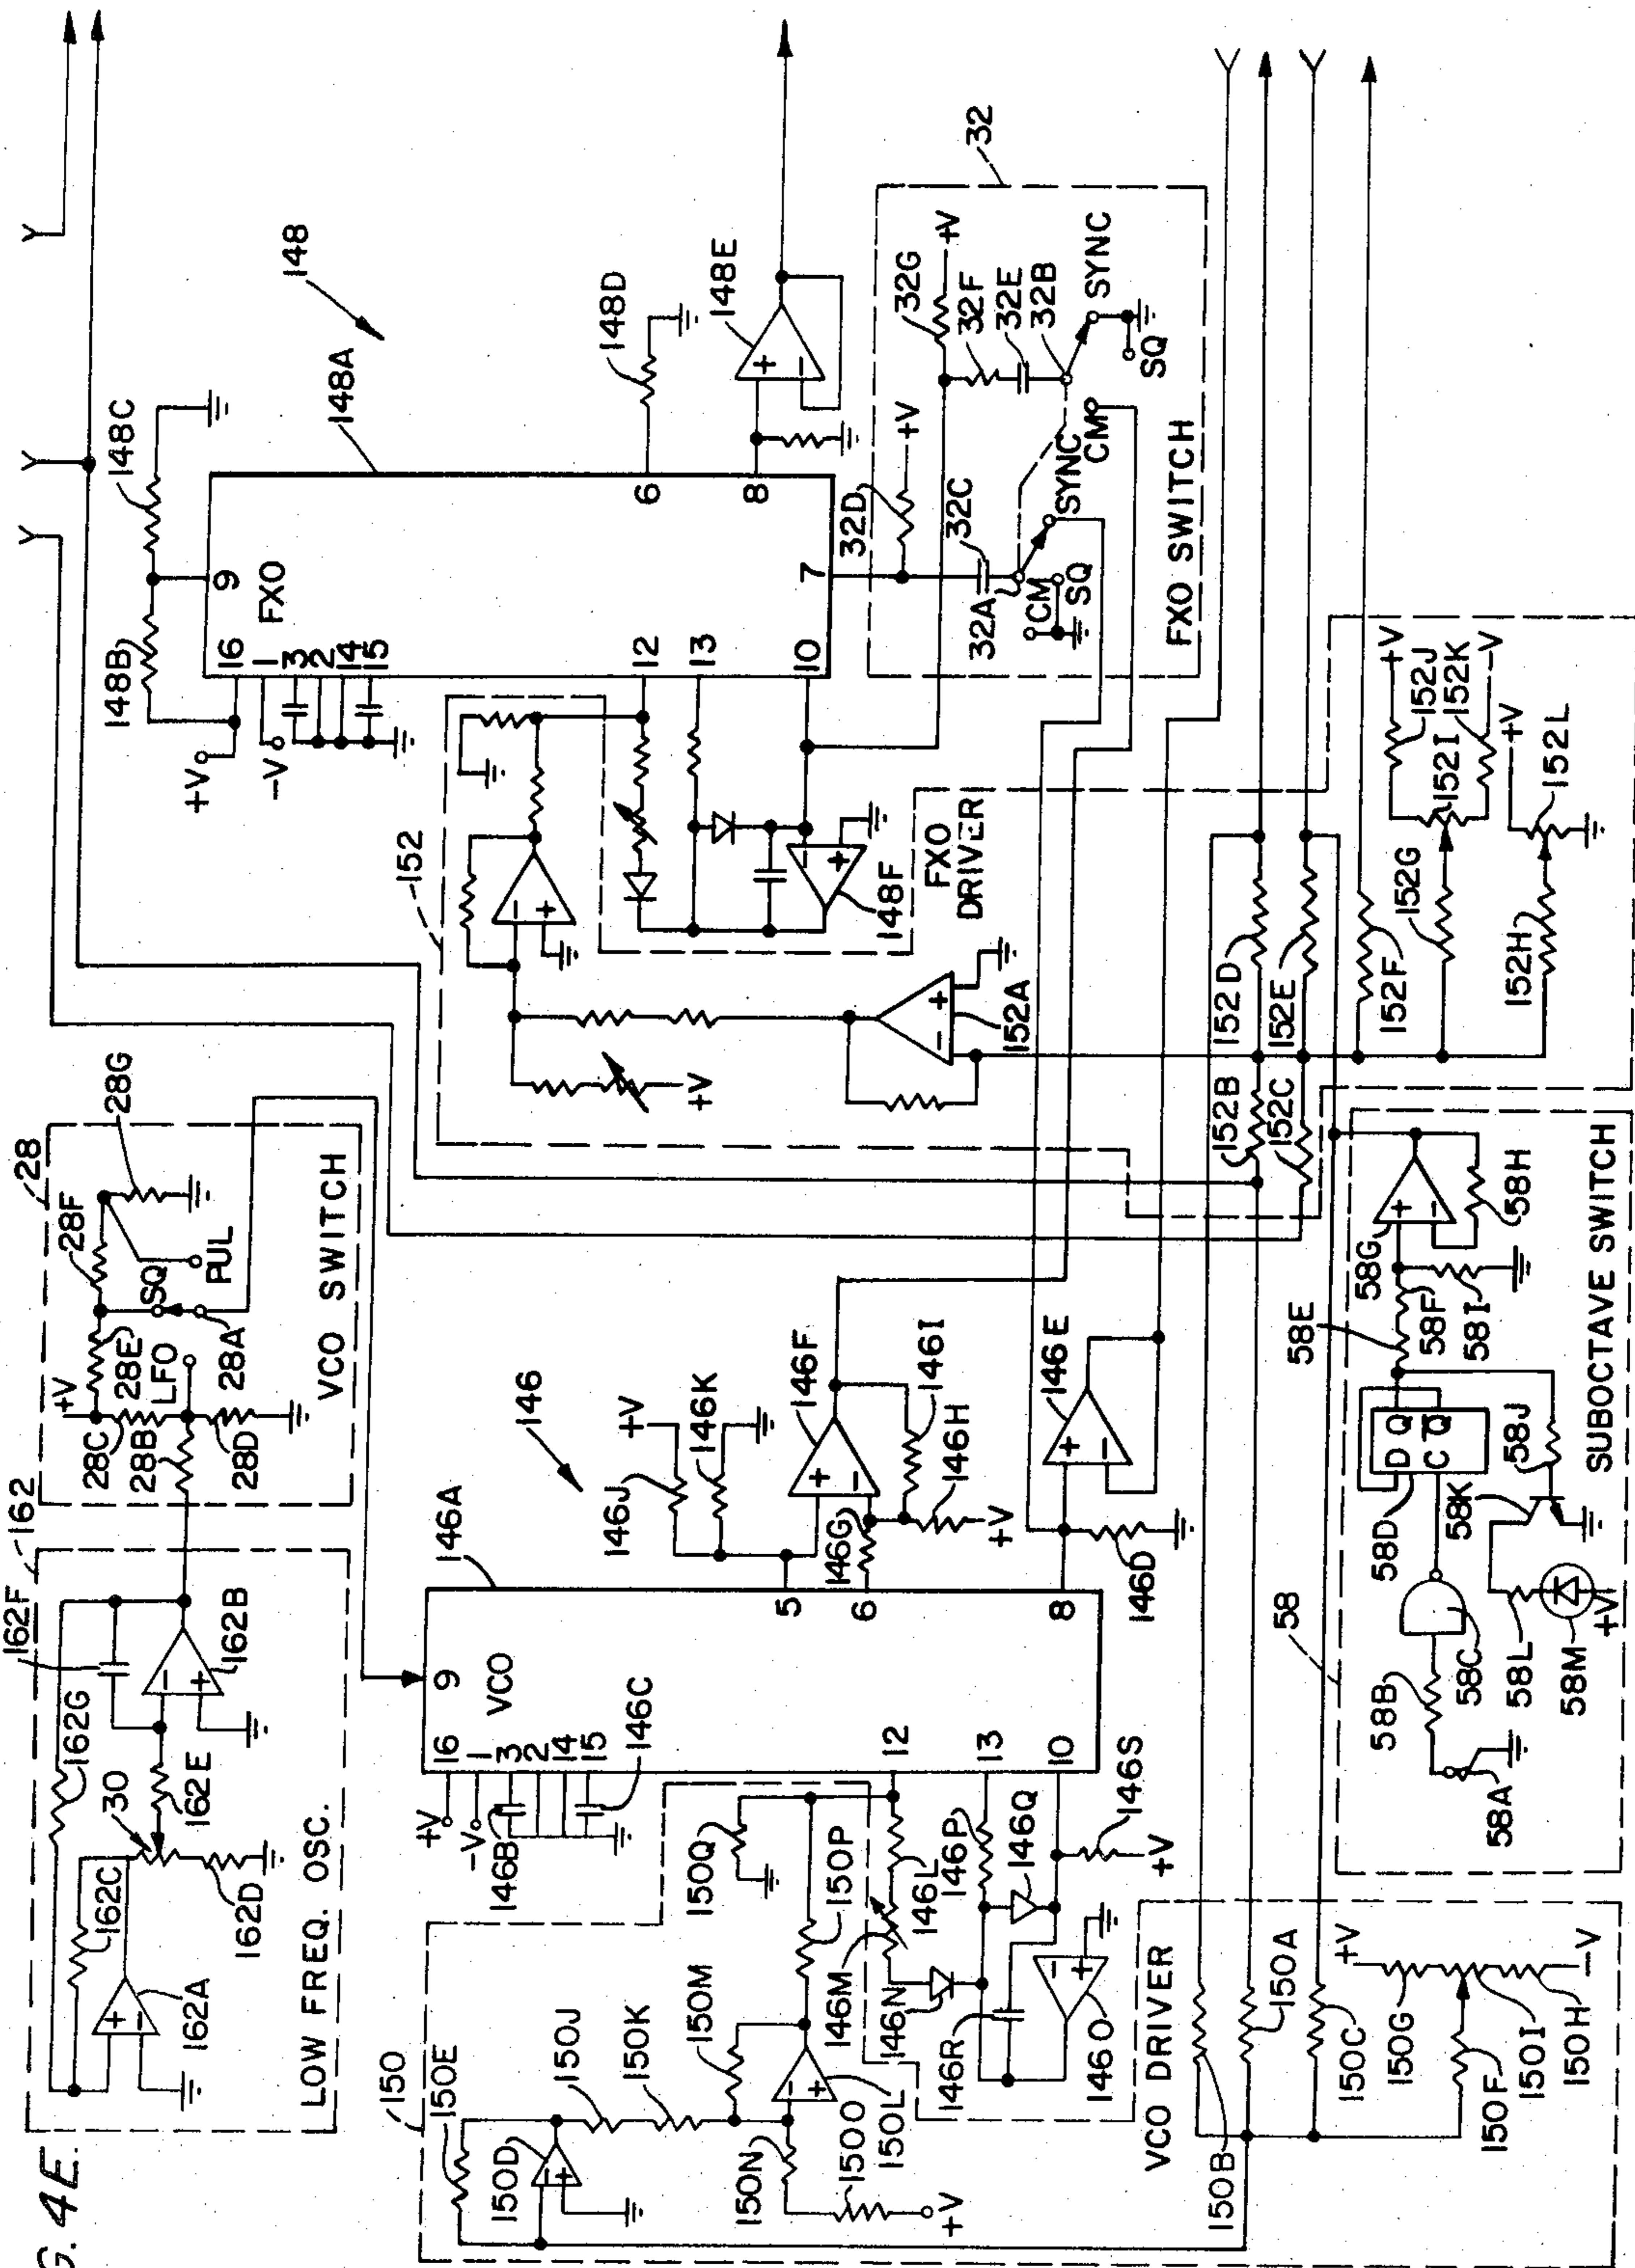 G. 4E.
162F
162
162G
30
162C
162E
162B
162A
162D
LOW FREQ. OSC.
28
+V
28C
28E
28F
28G
28B
LFO
SQ
PUL
28D
28A
VCO SWITCH
148B
148C
148
148A
+V
-V
16
1
3
2
14
15
9
FXO
12
13
10
6
8
7
148D
148E
152
148F
FXO
DRIVER
+V
152A
32
32G
+V
32F
32E
32B
SYNC
SQ
32D
+V
32C
SYNC
CM
32A
CM
SQ
FXO SWITCH
146A
146
+V
-V
16
1
3
2
14
15
146B
146C
9
VCO
12
13
10
5
6
8
146J
+V
146K
146F
146G
146I
146H
+V
146E
146D
150
150E
150D
150J
150K
150M
150Q
150P
150L
150N
150O
+V
146L
146M
146N
146P
146Q
146R
146O
146S
+V
VCO DRIVER
150B
150A
150C
+V
150G
150F
150I
150H
-V
152B
152C
152D
152E
152F
152G
152H
+V
152J
152I
152K
-V
+V
152L
58
58E
58G
58F
58I
58H
58D
D Q
C Q̅
58J
58K
58B
58C
58L
58M
+V
58A
SUBOCTAVE SWITCH